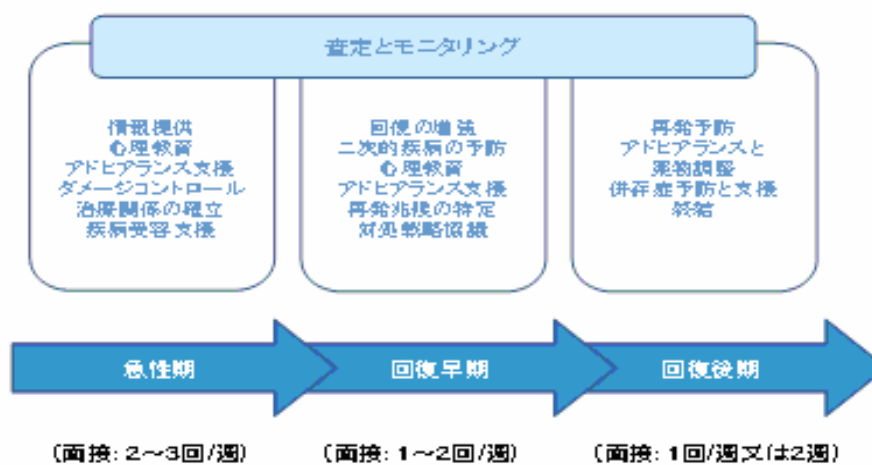 査定とモニタリング
情報提供
心理教育
アドヒアランス支援
ダメージコントロール
治療関係の確立
疾病受容支援
回復の増強
二次的疾病の予防
心理教育
アドヒアランス支援
再発兆候の特定
対処戦略協議
再発予防
アドヒアランスと
薬物調整
併存症予防と支援
終結
急性期
回復早期
回復後期
(面接: 2～3回/週)
(面接: 1～2回/週)
(面接: 1回/週又は2週)